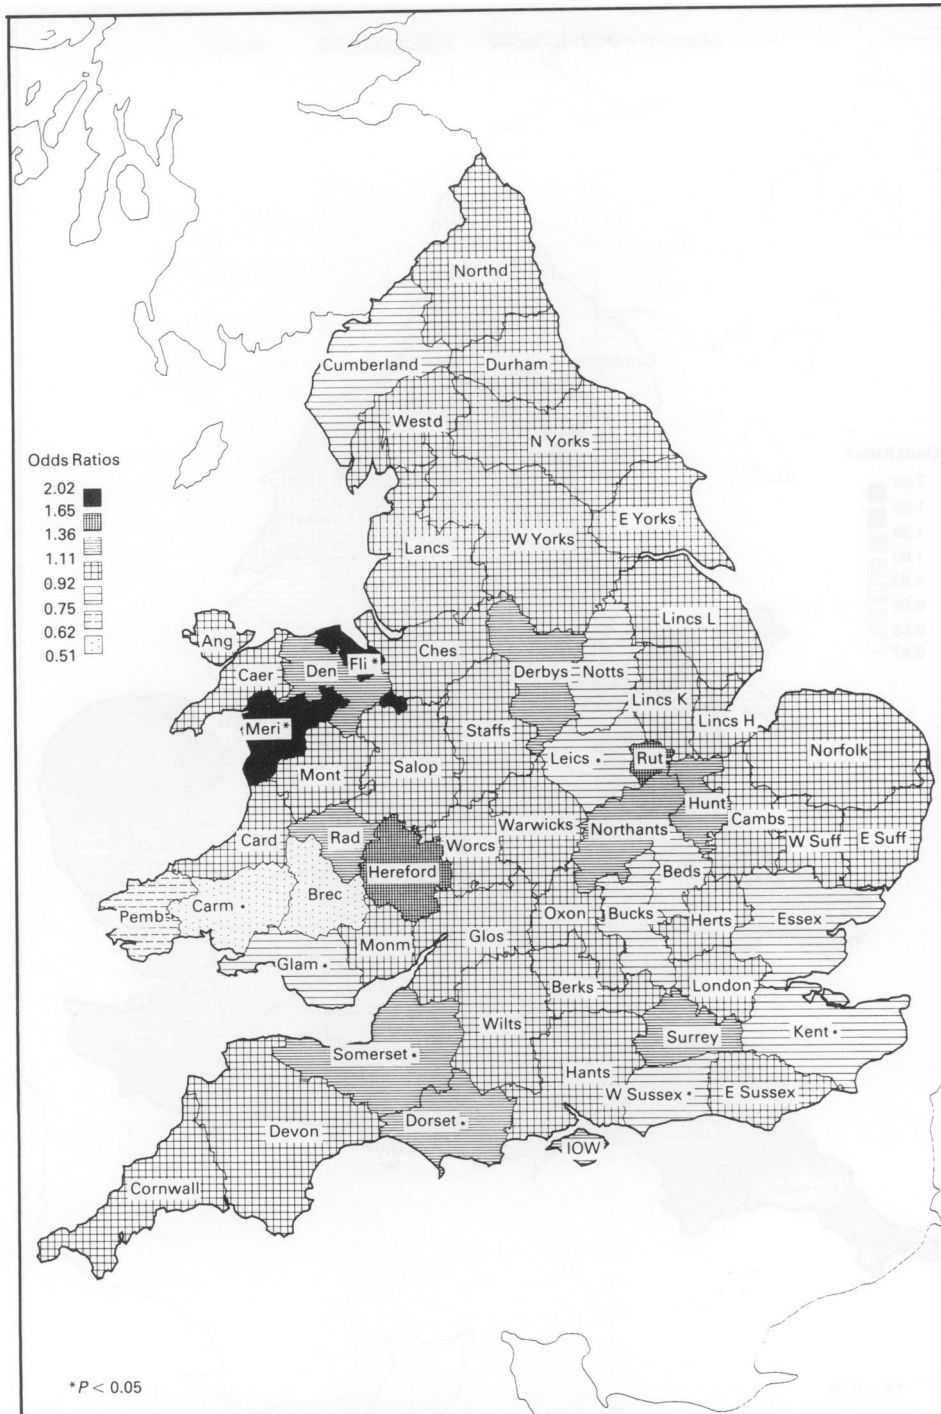 Northd
Cumberland
Durham
Westd
N Yorks
Odds Ratios
2.02
1.65
1.36
1.11
0.92
0.75
0.62
0.51
E Yorks
W Yorks
Lancs
Lincs L
Ang
Ches
Caer
Den
Fli *
Derbys
Notts
Lincs K
Lincs H
Meri*
Staffs
Norfolk
Mont
Salop
Leics •
Rut
Hunt
Cambs
Card
Rad
Worcs
Warwicks
Northants
W Suff
E Suff
Hereford
Beds
Pemb
Carm •
Brec
Oxon
Bucks
Herts
Essex
Monm
Glos
Glam •
Berks
London
Wilts
Surrey
Kent •
Somerset •
Hants
W Sussex •
E Sussex
Devon
Dorset •
IOW
Cornwall
*P < 0.05